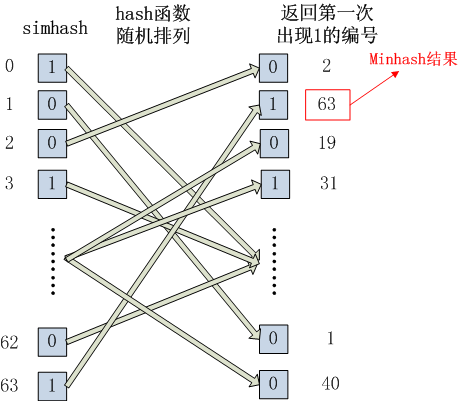 simhash
hash函数
随机排列
返回第一次
出现1的编号
Minhash结果
0 1 0 2
1 0 1 63
2 0 0 19
3 1 1 31
62 0 0 1
63 1 0 40